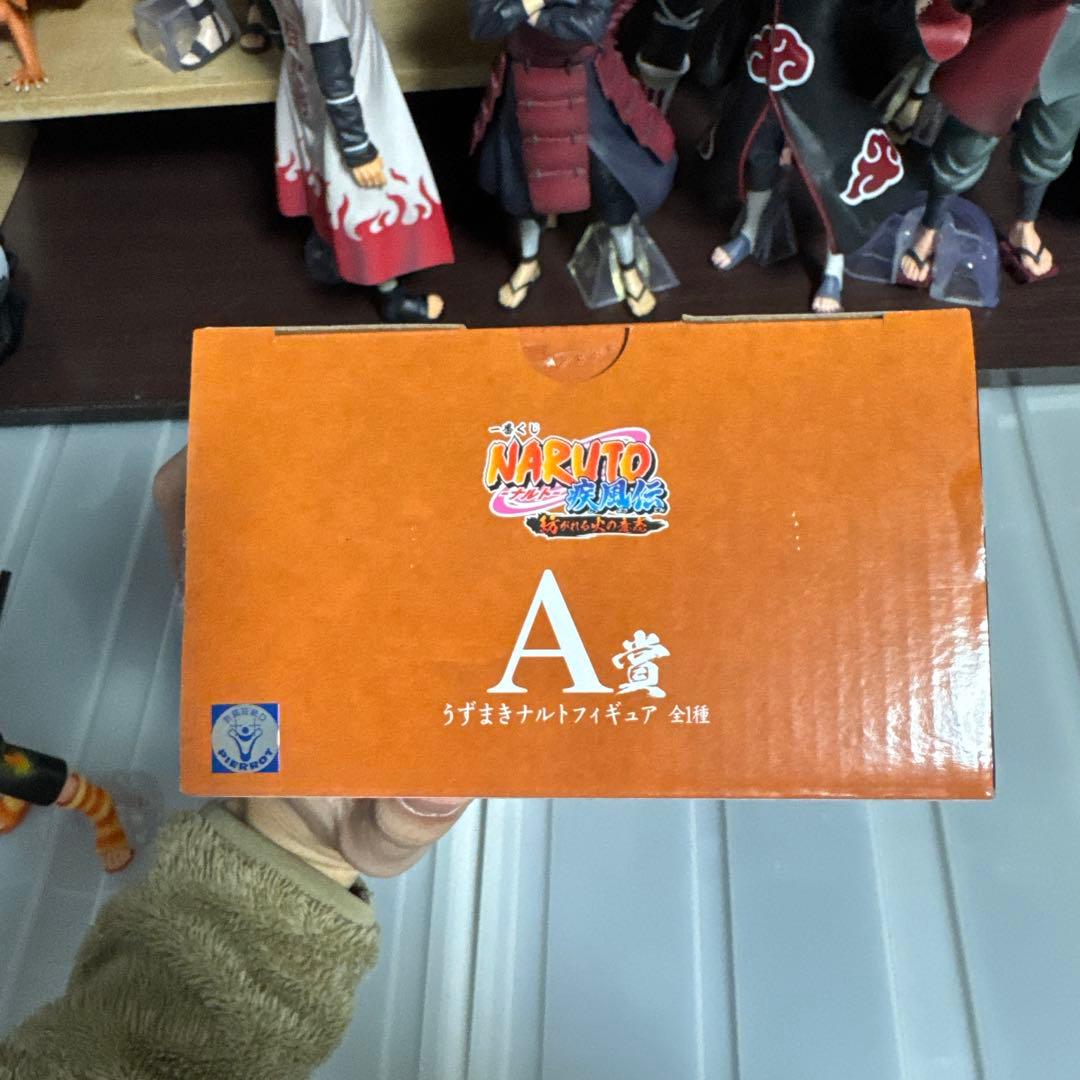 一番くじ
NARUTO
-ナルト-
疾風伝
紡がれる火の意志
A賞
うずまきナルトフィギュア 全1種
PIERROT